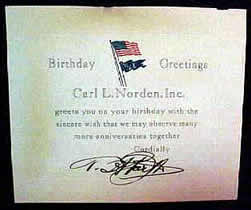 Birthday Greetings
Carl L. Norden, Inc.
greets you on your birthday with the
sincere wish that we may observe many
more anniversaries together
Cordially